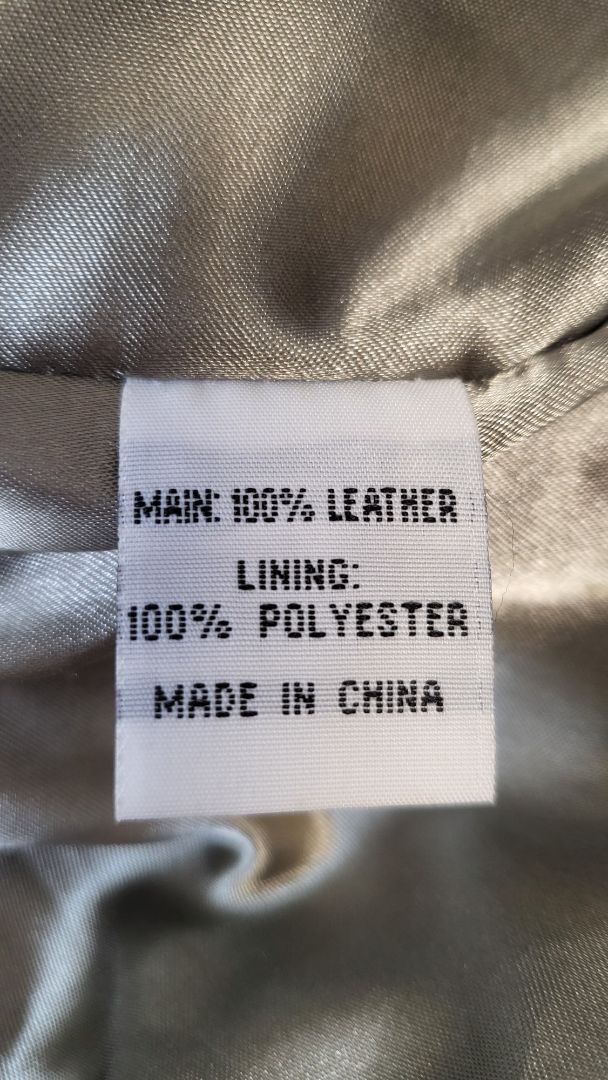 MAIN: 100% LEATHER
LINING:
100% POLYESTER
MADE IN CHINA